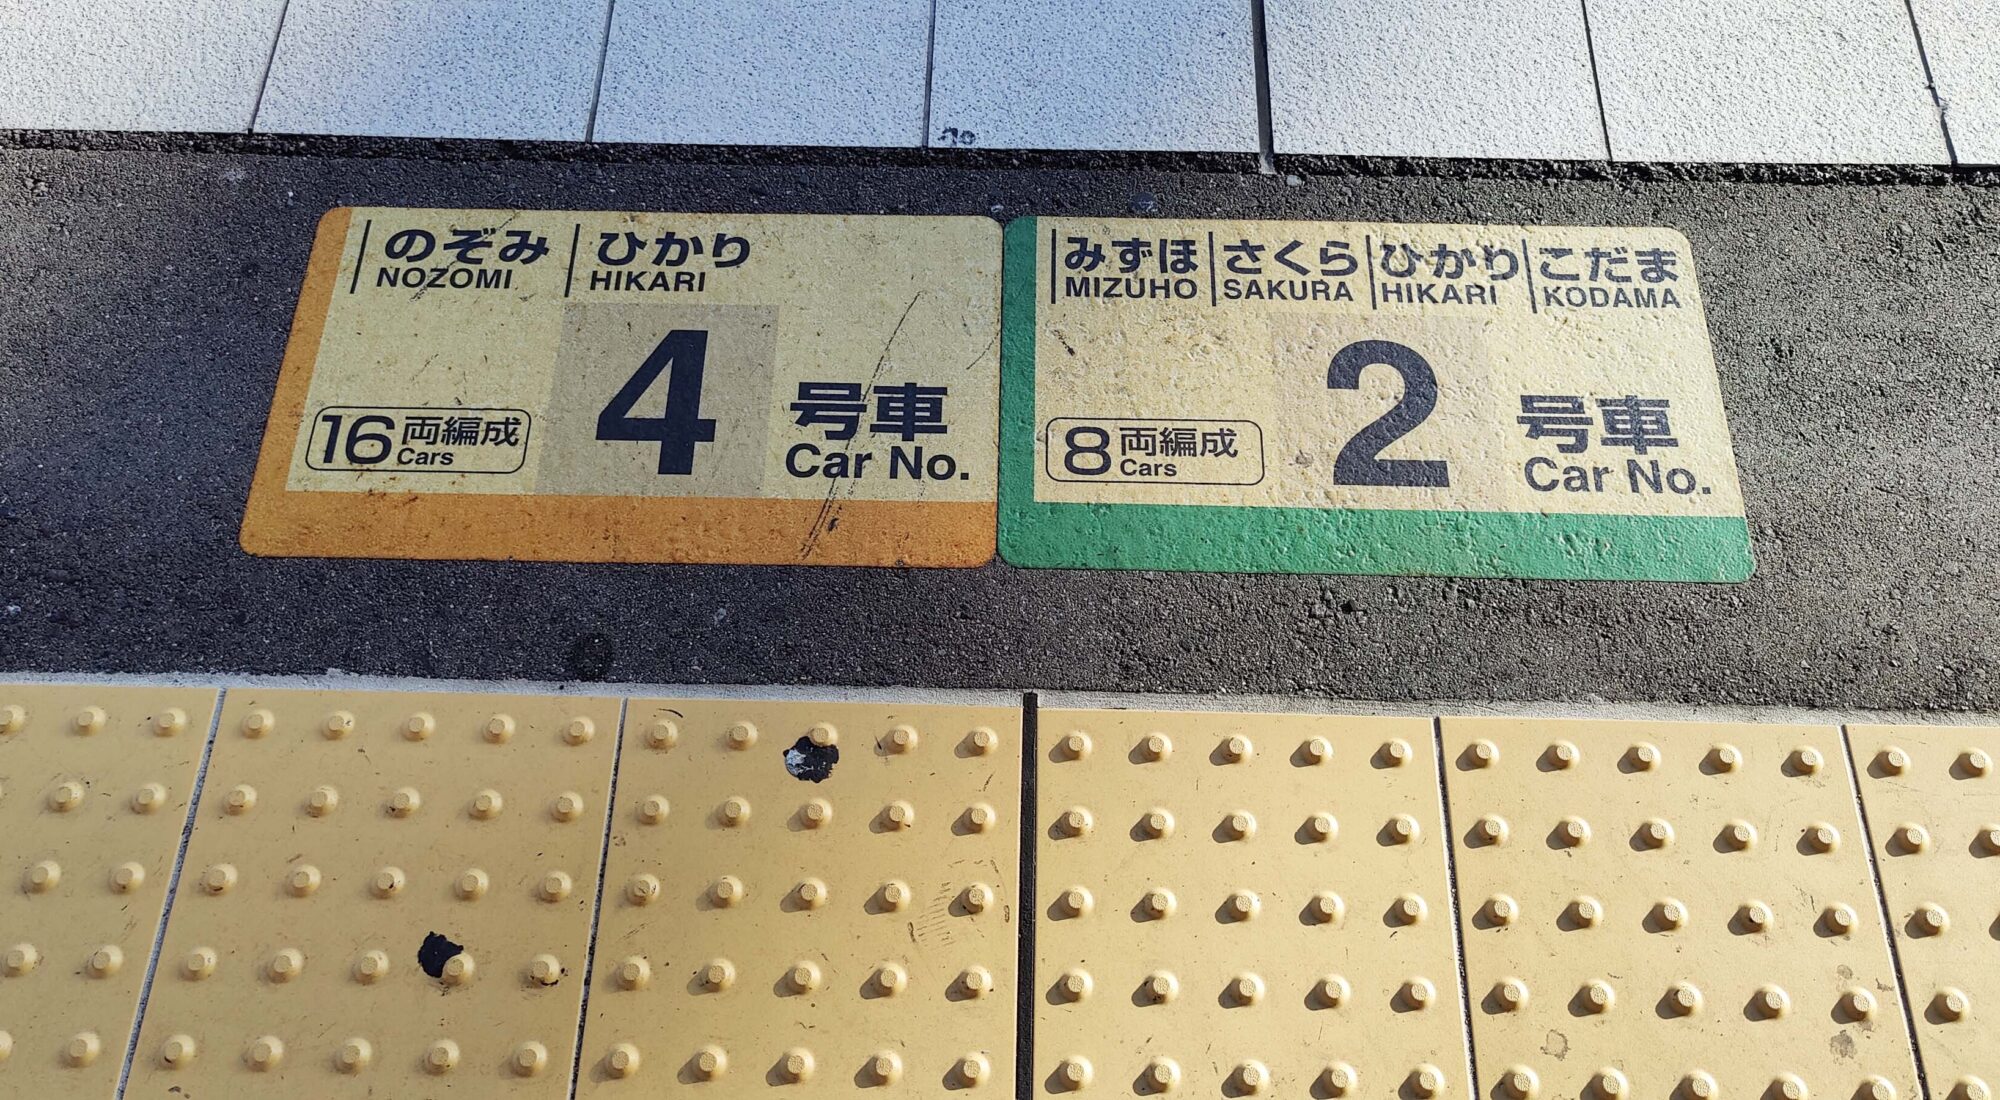 のぞみ ひかり
NOZOMI HIKARI
4 号車
16両編成
Cars
Car No.
みずほ さくら ひかり こだま
MIZUHO SAKURA HIKARI KODAMA
2 号車
8両編成
Cars
Car No.